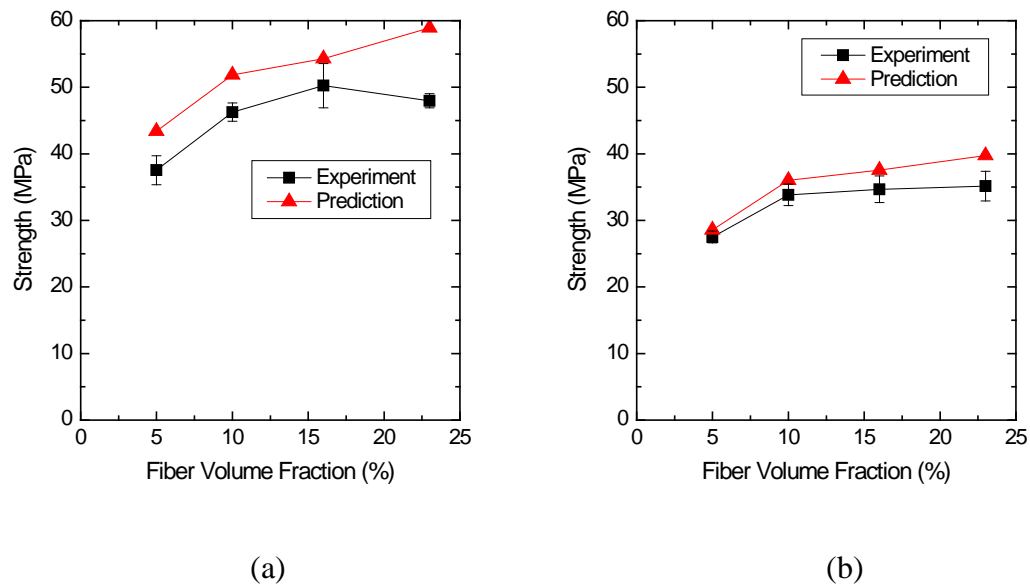 60
50
40
30
20
10
0
Strength (MPa)
Experiment
Prediction
0 5 10 15 20 25
Fiber Volume Fraction (%)
(a)
60
50
40
30
20
10
0
Strength (MPa)
Experiment
Prediction
0 5 10 15 20 25
Fiber Volume Fraction (%)
(b)